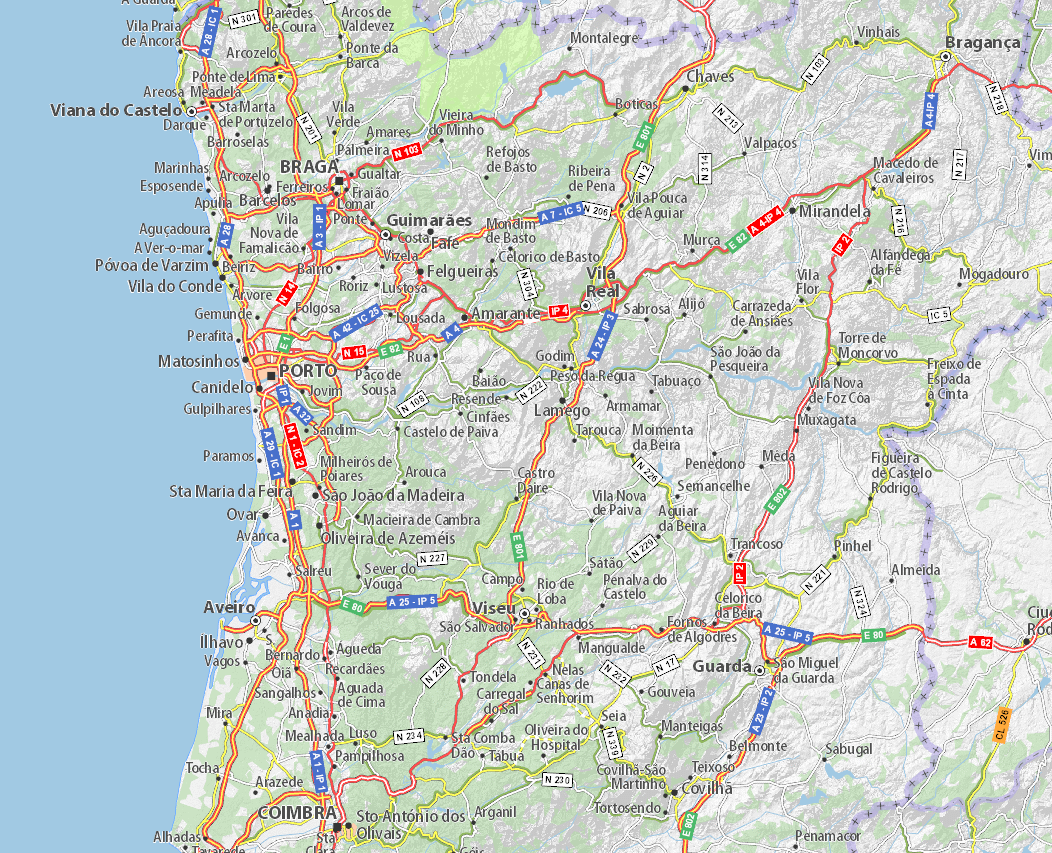 Paredes
de Coura
N 301
Arcos de
Valdevez
Vila Praia
de Âncora
A 28 - IC 1
Arcozelo
Ponte da
Barca
Montalegre
Vinhais
Bragança
N 103
Chaves
Ponte de Lima
Areosa
Meadela
Viana do Castelo
Sta Marta
de Portuzelo
Darque
Vila
Verde
N 201
Vieira
do Minho
Boticas
N 213
A 4-IP 4
N 218
Barroselas
Amares
Palmeira
N 103
E 801
Valpaços
Refojos
de Basto
N 314
N 217
Vim
Marinhas
Esposende
Arcozelo
BRAGA
Gualtar
Ferreiros
Fraião
Lomar
Ribeira
de Pena
N 2
Macedo de
Cavaleiros
Apulia
Barcelos
Ponte
Guimarães
A 7 - IC 5
N 206
Vila Pouca
de Aguiar
Mirandela
A 3 - IP 1
Vila
Nova de
Famalicão
Costa
Fafe
Mondim
de Basto
Murça
E 82
A 4-IP 4
N 216
IP 2
Aguçadoura
A Ver-o-mar
A 28
Póvoa de Varzim
Beiriz
Bairro
Vizela
Felgueiras
Célorico de Basto
Alfandega
da Fé
Mogadouro
Vila do Conde
Arvore
N 14
Roriz
Lustosa
N 304
Vila
Real
Vila
Flor
Gemunde
Folgosa
A 42 - IC 25
Lousada
Amarante
IP 4
Sabrosa
Alijó
Carrazeda
de Ansiães
IC 5
Perafita
E 1
A 4
A 24 - IP 3
Matosinhos
N 15
E 82
Rua
Godim
São João da
Pesqueira
Torre de
Moncorvo
Freixo de
Espada
à Cinta
PORTO
Paço de
Sousa
Baião
Peso da Régua
Tabuaço
Vila Nova
de Foz Côa
Canidelo
IP 1
A 32
Jovim
N 108
Resende
N 222
Lamego
Armamar
Gulpilhares
Cinfães
Muxagata
A 29 - IC 1
N 1 - IC 2
Sandim
Castelo de Paiva
Tarouca
Moimenta
da Beira
Paramos
Milheirós de
Poiares
Arouca
Castro
Daire
N 226
Penedono
Mêda
Figueira
de Castelo
Rodrigo
Sta Maria da Feira
São João da Madeira
Semancelhe
Vila Nova
de Paiva
E 802
Ovar
A 1
Macieira de Cambra
Aguiar
da Beira
Avanca
Oliveira de Azeméis
E 801
N 229
Trancoso
Pinhel
N 227
Sátão
Salreu
Sever do
Vouga
Campo
Rio de
Loba
Penalva do
Castelo
IP 2
N 221
Almeida
Aveiro
E 80
A 25 - IP 5
Viseu
Celorico
da Beira
N 324
São Salvador
Ranhados
Fornos
de Algodres
A 25 - IP 5
E 80
A 62
Ciu
Rod
Ílhavo
S
Vagos
Bernardo
Oiã
Agueda
Recardães
N 228
N 231
Mangualde
N 17
Guarda
São Miguel
da Guarda
Tondela
Nelas
Canas de
Senhorim
N 232
Gouveia
A 23 - IP 2
Sangalhos
Aguada
de Cima
Carregal
do Sal
CL 526
Mira
Anadia
Seia
Manteigas
Mealhada
Luso
N 234
Sta Comba
Dão
Oliveira do
Hospital
N 339
Belmonte
Sabugal
Pampilhosa
Tábua
Tocha
Arazede
A 1 - IP 1
N 230
Covilhã-São
Martinho
Teixoso
Covilha
COIMBRA
Sto António dos
Olivais
Arganil
Tortosendo
E 802
Alhadas
Tavarede
Sta
Clara
Góis
Penamacor